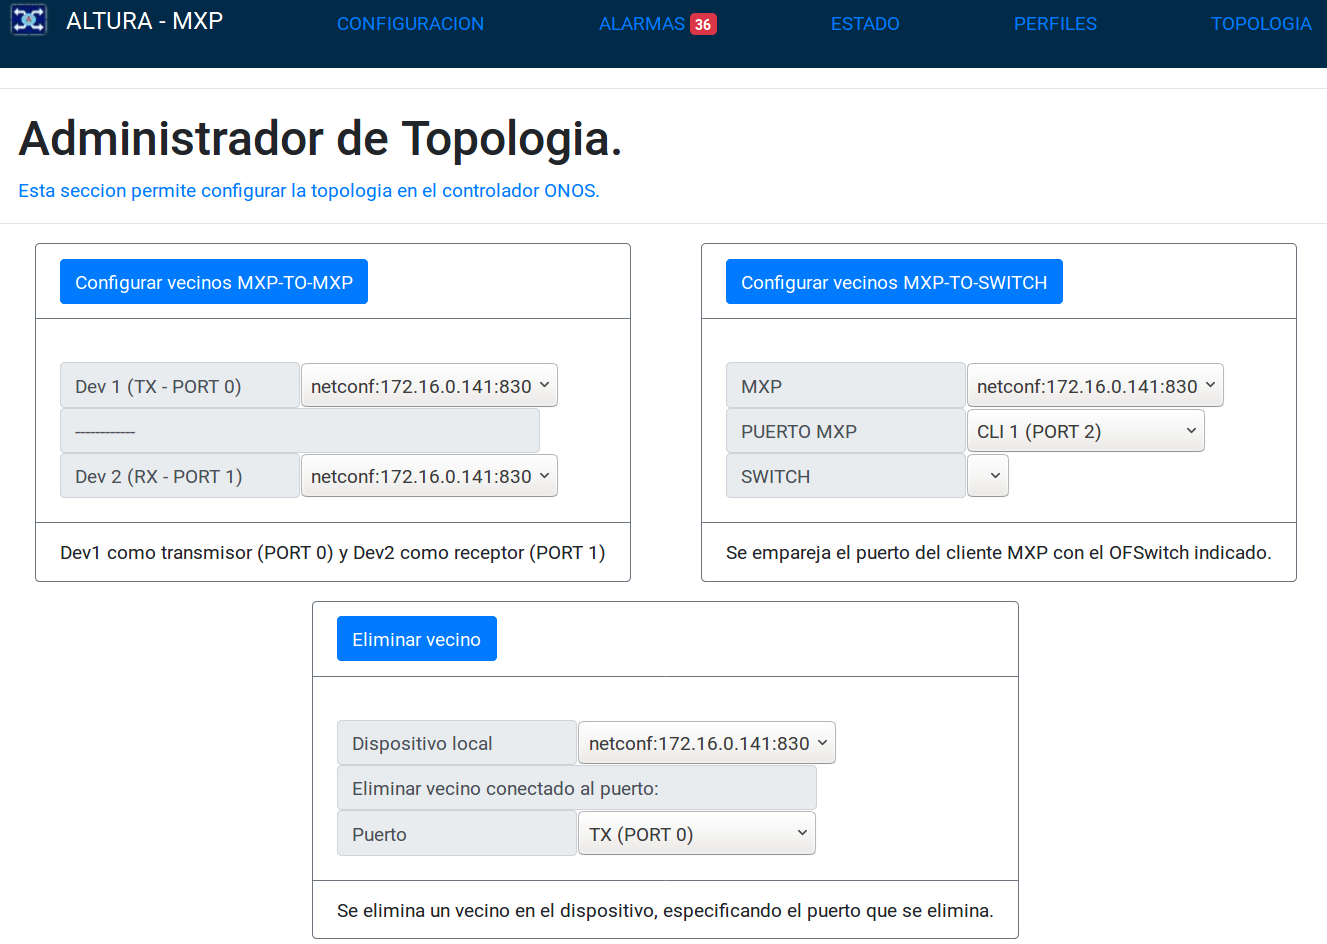 ALTURA - MXP
CONFIGURACION
ALARMAS 36
ESTADO
PERFILES
TOPOLOGIA
Administrador de Topologia.
Esta seccion permite configurar la topologia en el controlador ONOS.
Configurar vecinos MXP-TO-MXP
Dev 1 (TX - PORT 0) netconf:172.16.0.141:830
------------
Dev 2 (RX - PORT 1) netconf:172.16.0.141:830
Dev1 como transmisor (PORT 0) y Dev2 como receptor (PORT 1)
Configurar vecinos MXP-TO-SWITCH
MXP netconf:172.16.0.141:830
PUERTO MXP CLI 1 (PORT 2)
SWITCH
Se empareja el puerto del cliente MXP con el OFSwitch indicado.
Eliminar vecino
Dispositivo local netconf:172.16.0.141:830
Eliminar vecino conectado al puerto:
Puerto TX (PORT 0)
Se elimina un vecino en el dispositivo, especificando el puerto que se elimina.